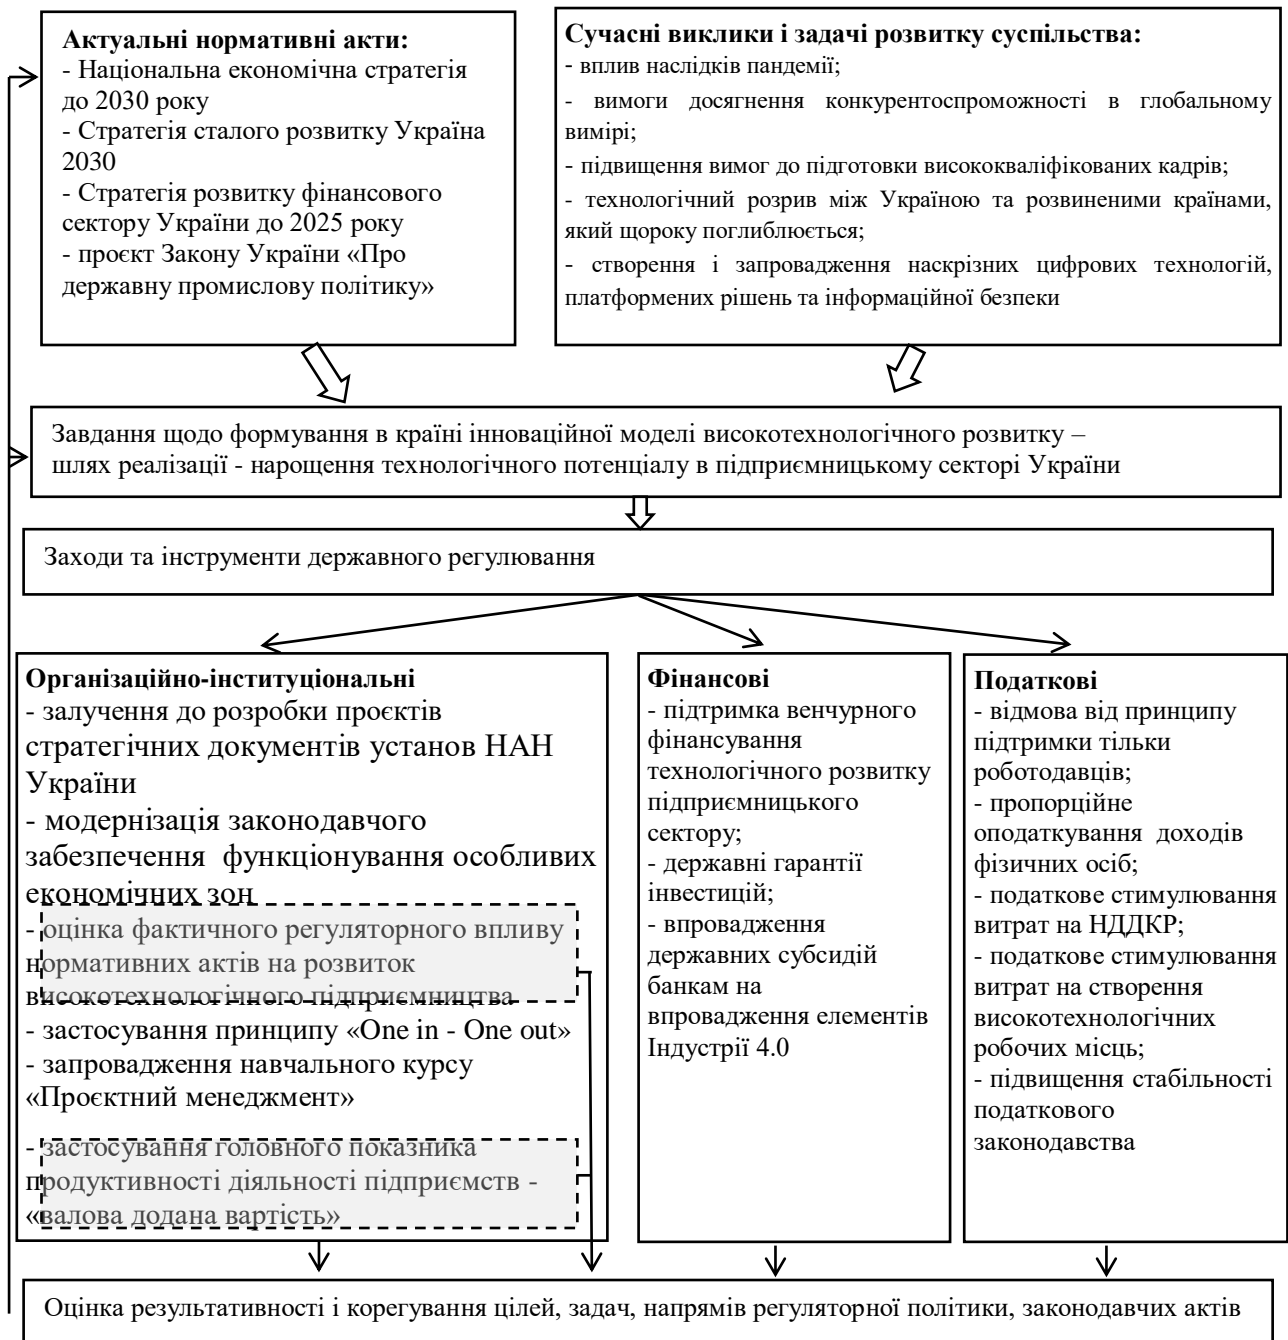 Актуальні нормативні акти:
- Національна економічна стратегія
до 2030 року
- Стратегія сталого розвитку Україна
2030
- Стратегія розвитку фінансового
сектору України до 2025 року
- проєкт Закону України «Про
державну промислову політику»
Сучасні виклики і задачі розвитку суспільства:
- вплив наслідків пандемії;
- вимоги досягнення конкурентоспроможності в глобальному
вимірі;
- підвищення вимог до підготовки висококваліфікованих кадрів;
- технологічний розрив між Україною та розвиненими країнами,
який щороку поглиблюється;
- створення і запровадження наскрізних цифрових технологій,
платформених рішень та інформаційної безпеки
Завдання щодо формування в країні інноваційної моделі високотехнологічного розвитку –
шлях реалізації - нарощення технологічного потенціалу в підприємницькому секторі України
Заходи та інструменти державного регулювання
Організаційно-інституціональні
- залучення до розробки проєктів
стратегічних документів установ НАН
України
- модернізація законодавчого
забезпечення функціонування особливих
економічних зон
- оцінка фактичного регуляторного впливу
нормативних актів на розвиток
високотехнологічного підприємництва
- застосування принципу «One in - One out»
- запровадження навчального курсу
«Проєктний менеджмент»
- застосування головного показника
продуктивності діяльності підприємств -
«валова додана вартість»
Фінансові
- підтримка венчурного
фінансування
технологічного розвитку
підприємницького
сектору;
- державні гарантії
інвестицій;
- впровадження
державних субсидій
банкам на
впровадження елементів
Індустрії 4.0
Податкові
- відмова від принципу
підтримки тільки
роботодавців;
- пропорційне
оподаткування доходів
фізичних осіб;
- податкове стимулювання
витрат на НДДКР;
- податкове стимулювання
витрат на створення
високотехнологічних
робочих місць;
- підвищення стабільності
податкового
законодавства
Оцінка результативності і корегування цілей, задач, напрямів регуляторної політики, законодавчих актів